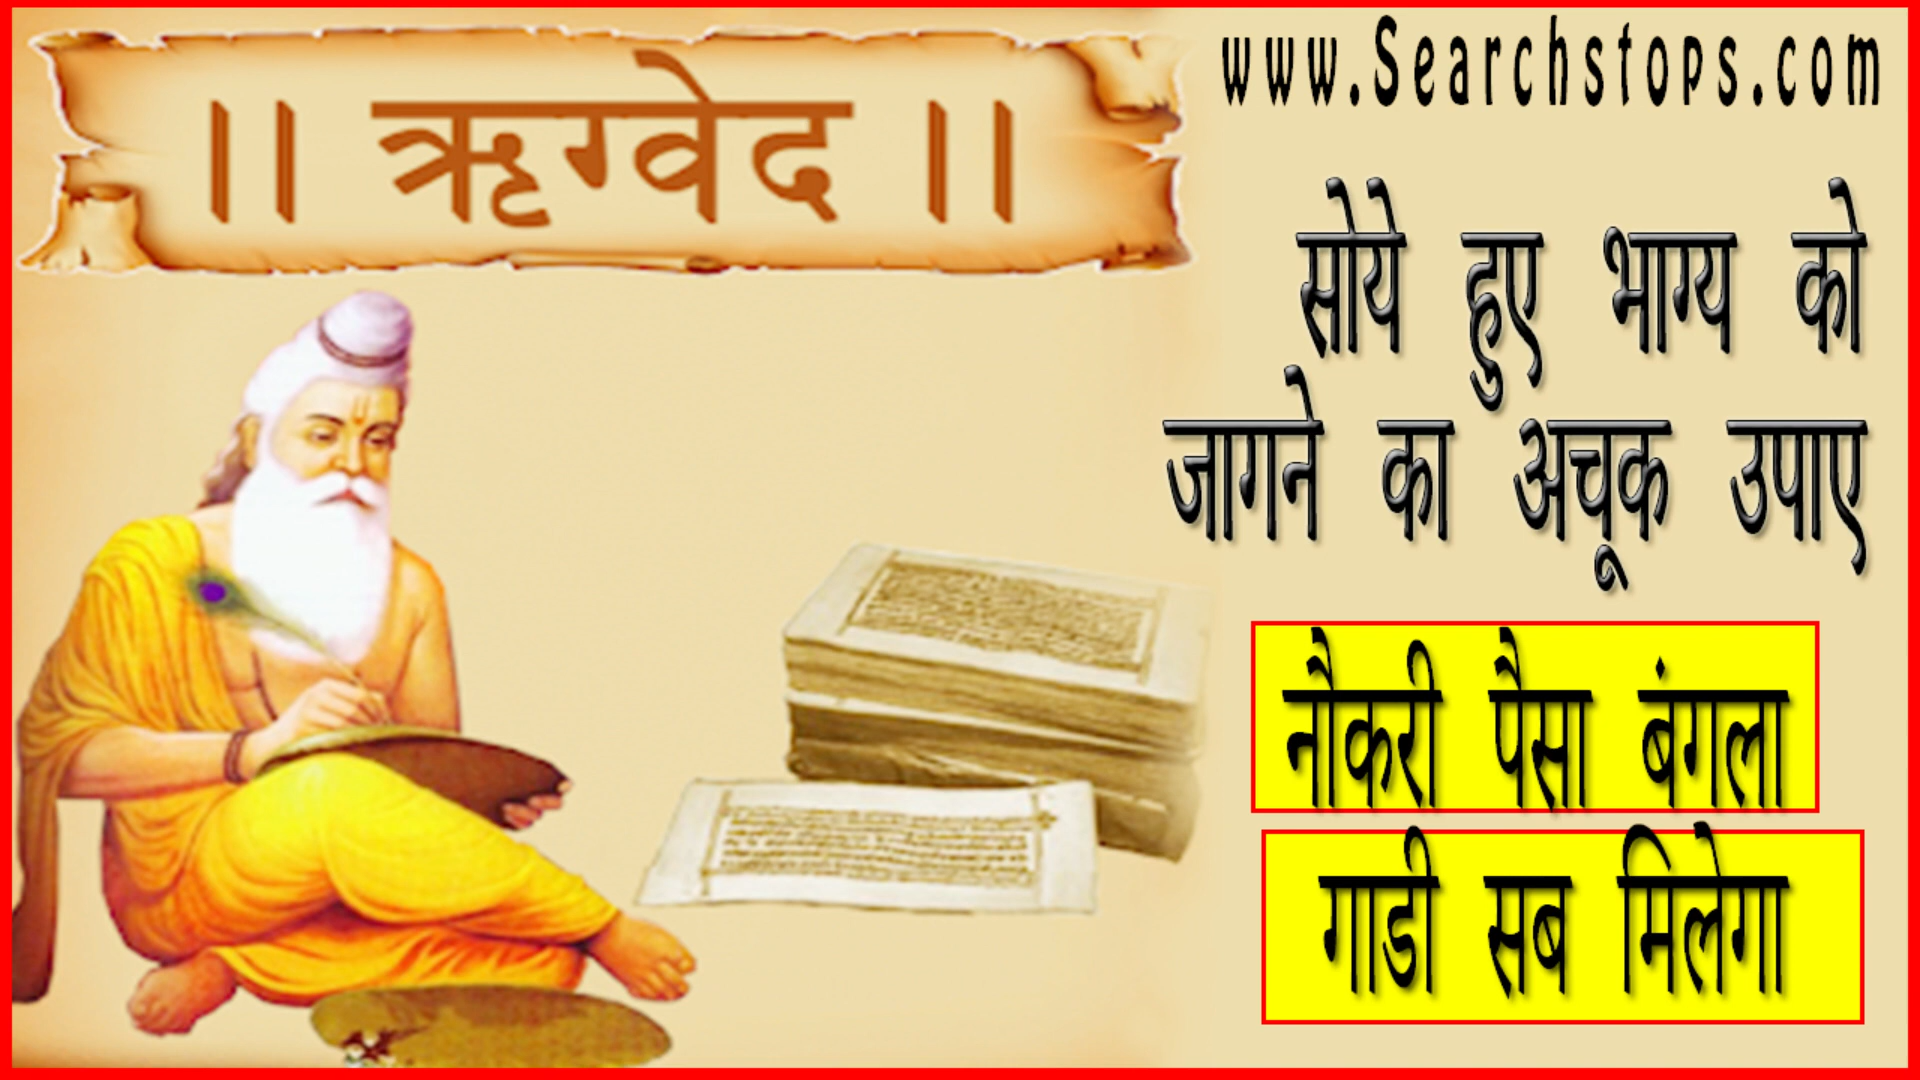 ।। ऋग्वेद ।।
www.Searchstops.com
सोये हुए भाग्य को
जागने का अचूक उपाए
नौकरी पैसा बंगला
गाडी सब मिलेगा